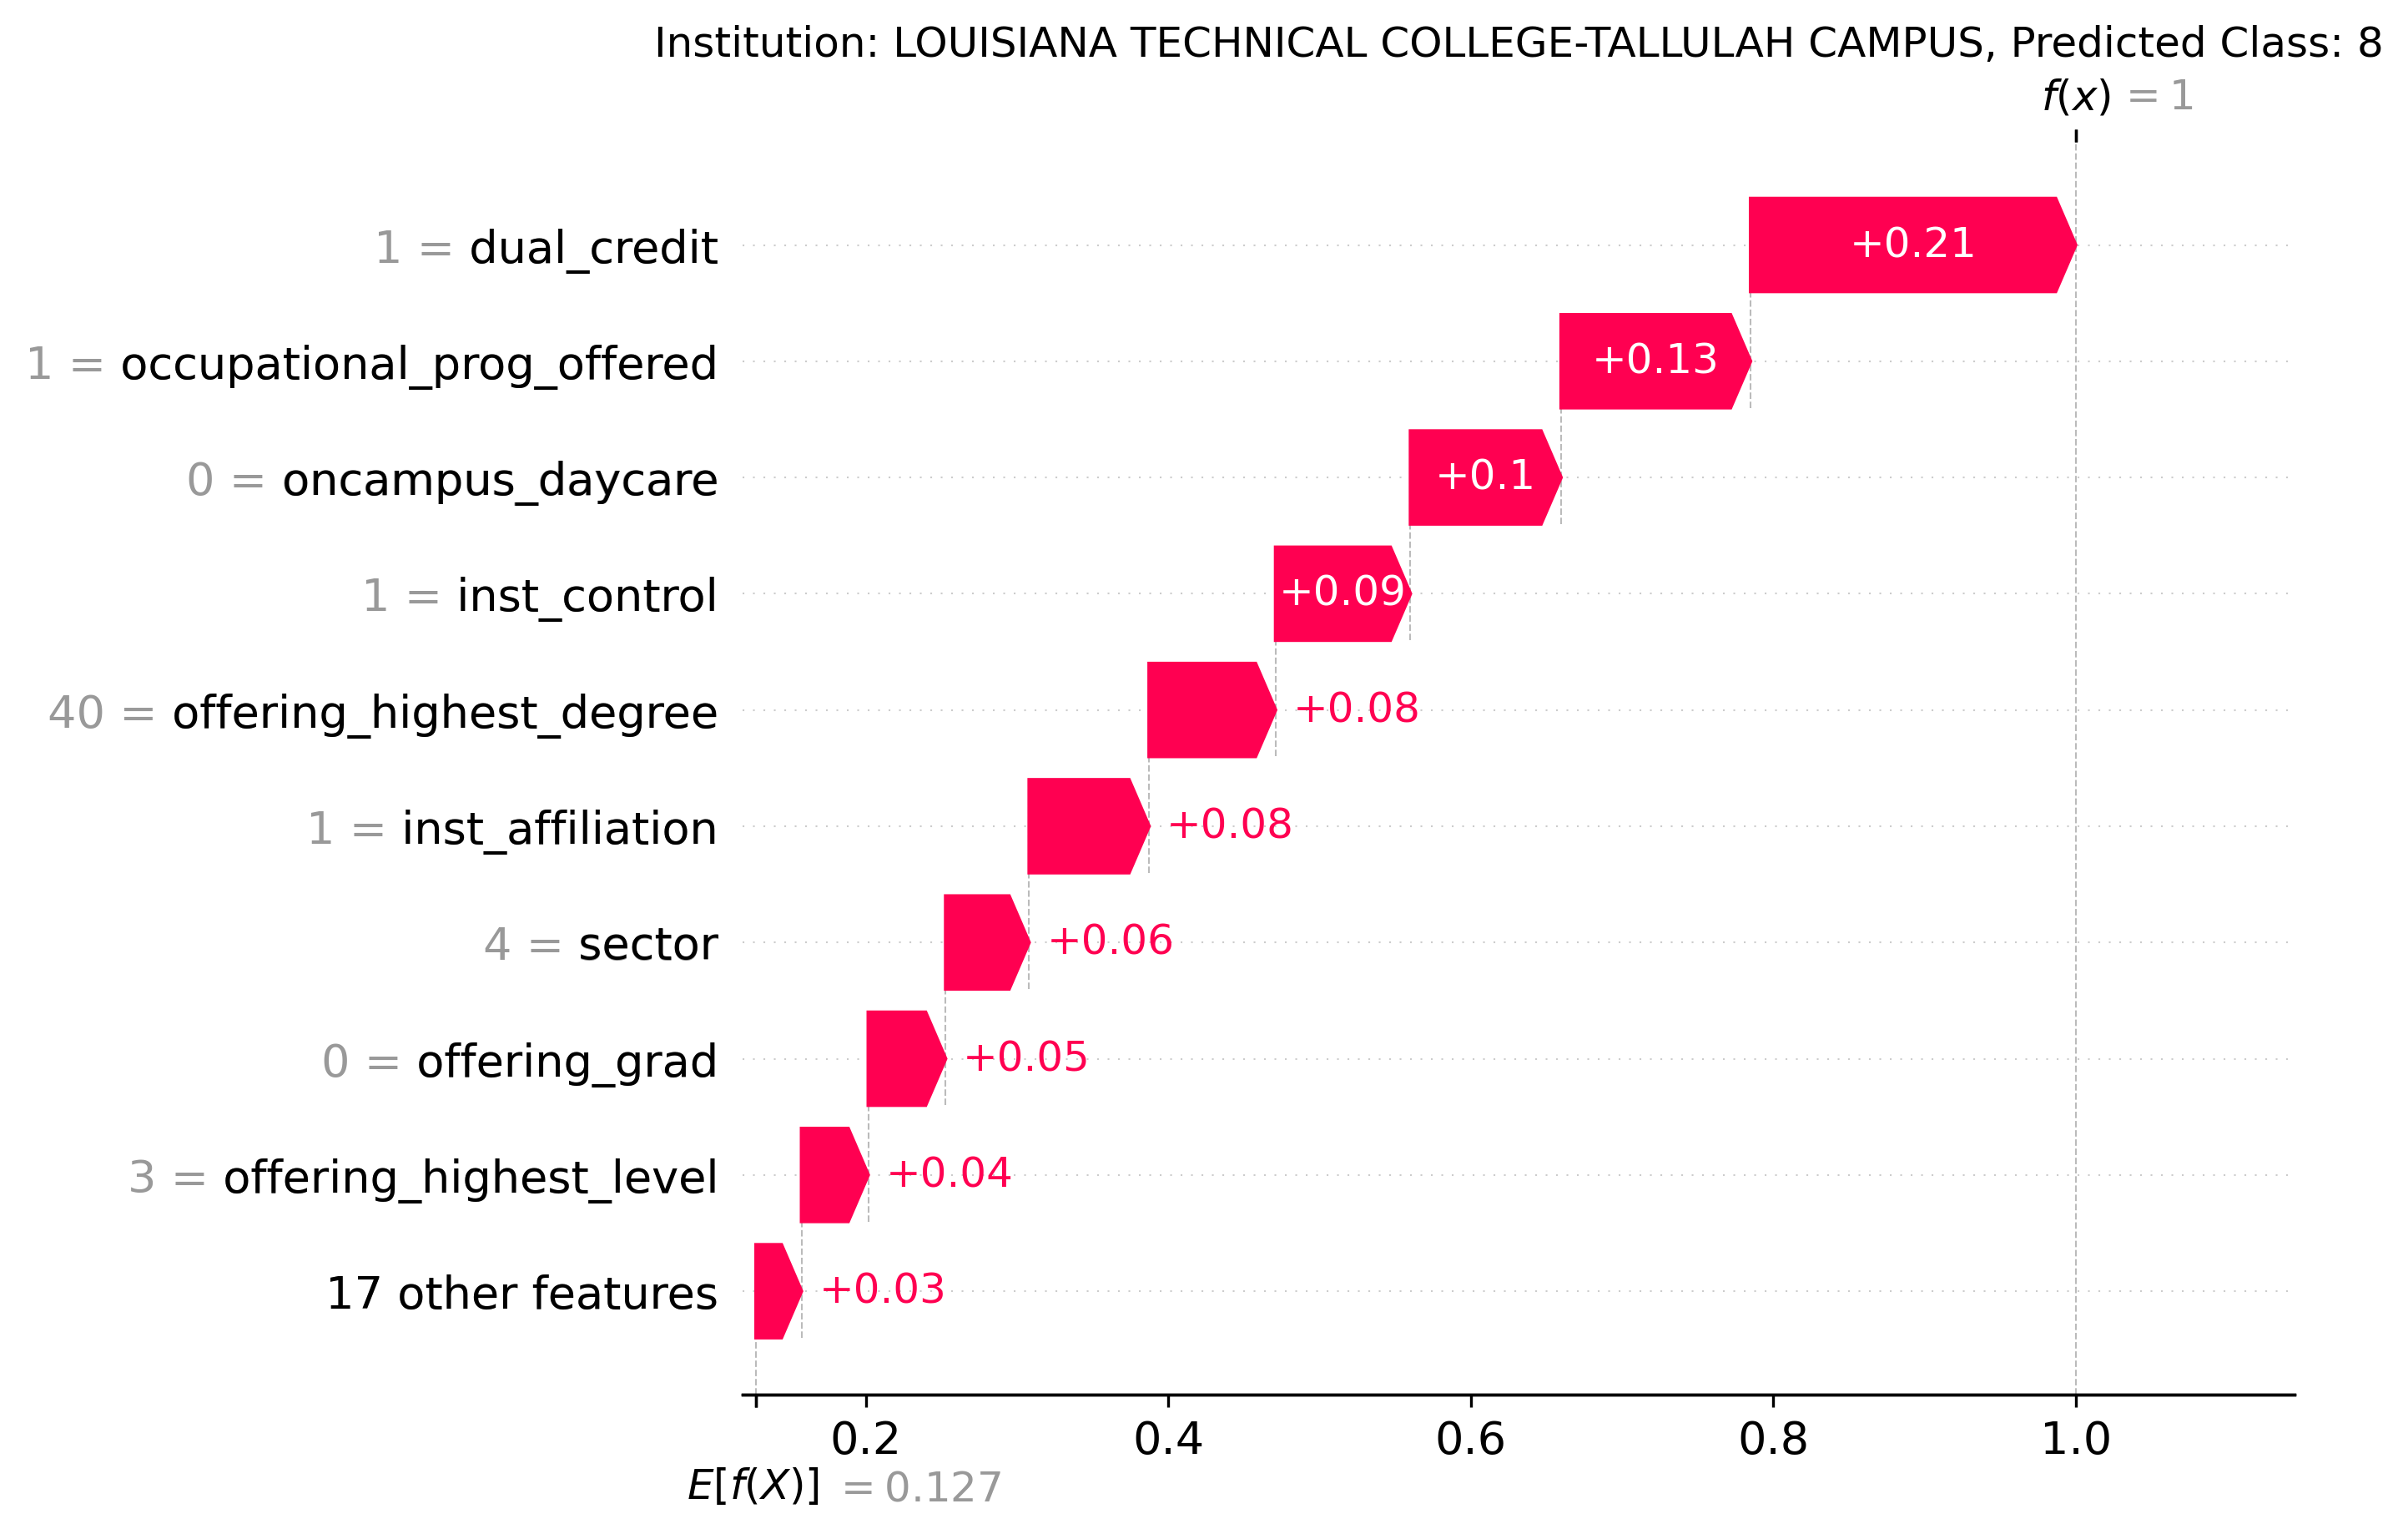 Institution: LOUISIANA TECHNICAL COLLEGE-TALLULAH CAMPUS, Predicted Class: 8
f(x) = 1
1 = dual_credit +0.21
1 = occupational_prog_offered +0.13
0 = oncampus_daycare +0.1
1 = inst_control +0.09
40 = offering_highest_degree +0.08
1 = inst_affiliation +0.08
4 = sector +0.06
0 = offering_grad +0.05
3 = offering_highest_level +0.04
17 other features +0.03
0.2 0.4 0.6 0.8 1.0
E[f(X)] = 0.127